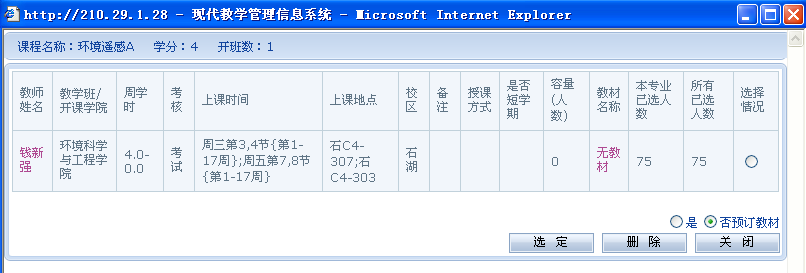 http://210.29.1.28 - 现代教学管理信息系统 - Microsoft Internet Explorer
课程名称：环境遥感A 学分：4 开班数：1
教师姓名 教学班/开课学院 周学时 考核 上课时间 上课地点 校区 备注 授课方式 是否短学期 容量(人数) 教材名称 本专业已选人数 所有已选人数 选择情况
钱新强 环境科学与工程学院 4.0-0.0 考试 周三第3,4节{第1-17周};周五第7,8节{第1-17周} 石C4-307;石C4-303 石湖 0 无教材 75 75
是 否预订教材
选 定 删 除 关 闭